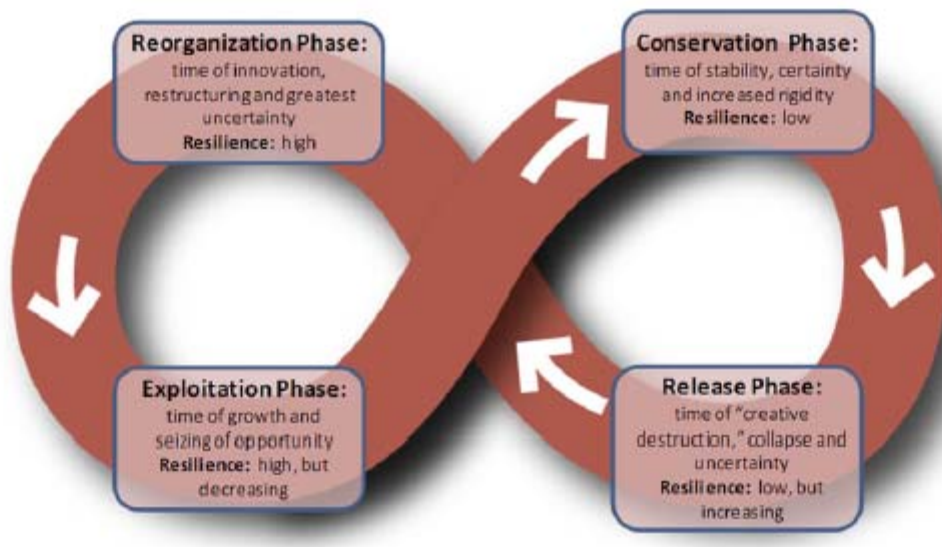 Reorganization Phase:
time of innovation,
restructuring and greatest
uncertainty
Resilience: high
Conservation Phase:
time of stability, certainty
and increased rigidity
Resilience: low
Exploitation Phase:
time of growth and
seizing of opportunity
Resilience: high, but
decreasing
Release Phase:
time of “creative
destruction,” collapse and
uncertainty
Resilience: low, but
increasing